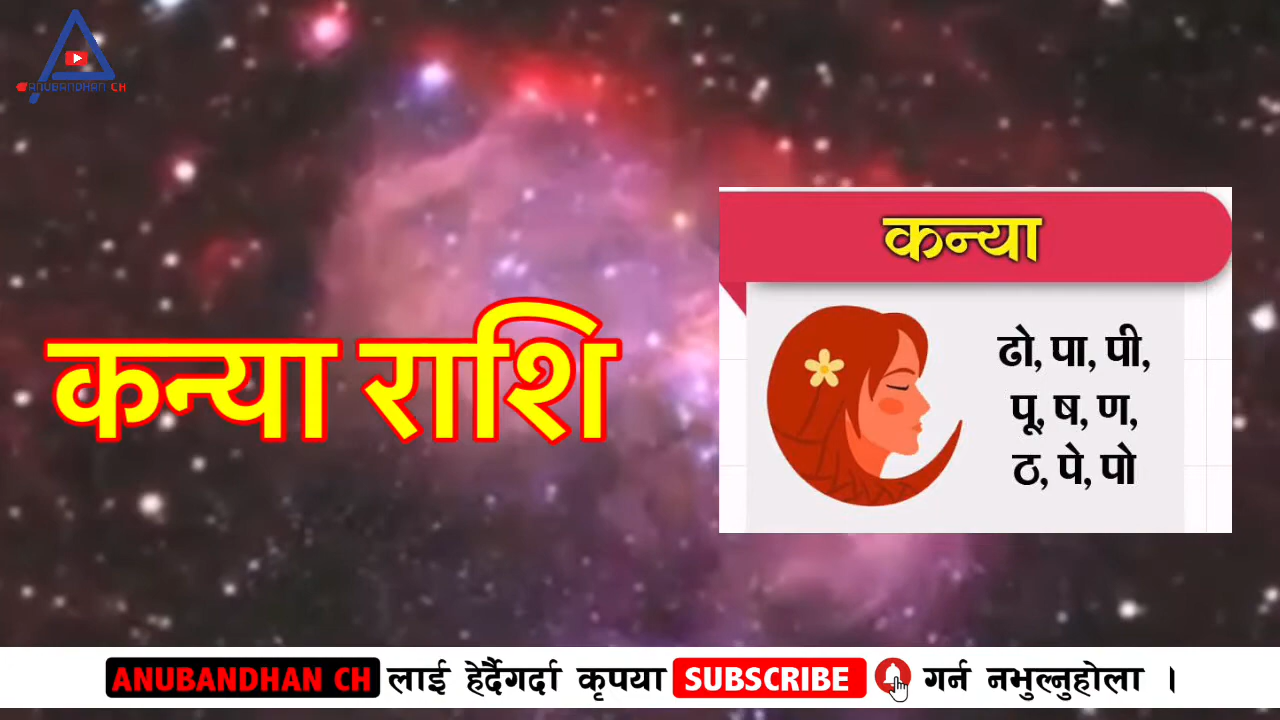 ANUBANDHAN CH
कन्या राशि
कन्या
ढो, पा, पी,
पू, ष, ण,
ठ, पे, पो
ANUBANDHAN CH लाई हेर्दैगर्दा कृपया SUBSCRIBE गर्न नभुल्नुहोला ।